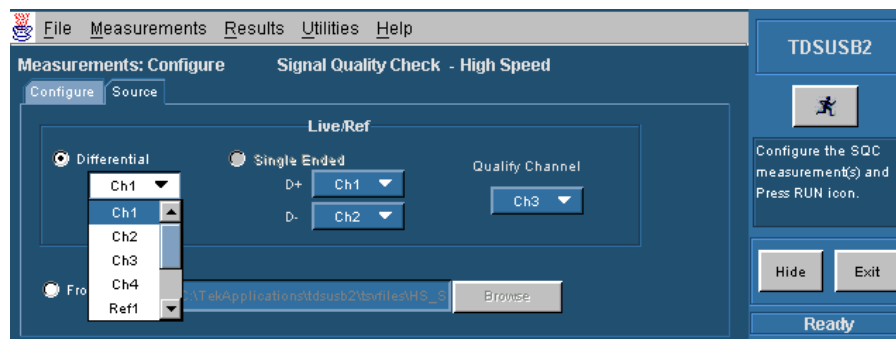 File Measurements Results Utilities Help
TDSUSB2
Measurements: Configure Signal Quality Check - High Speed
Configure Source
Live/Ref
Differential Single Ended Qualify Channel
Ch1 D+ Ch1 Ch3
Ch1 D- Ch2
Ch2
Ch3
Ch4
Ref1
Fro C:\TekApplications\tdsusb2\tsvfiles\HS_S Browse
Configure the SQC
measurement(s) and
Press RUN icon.
Hide Exit
Ready